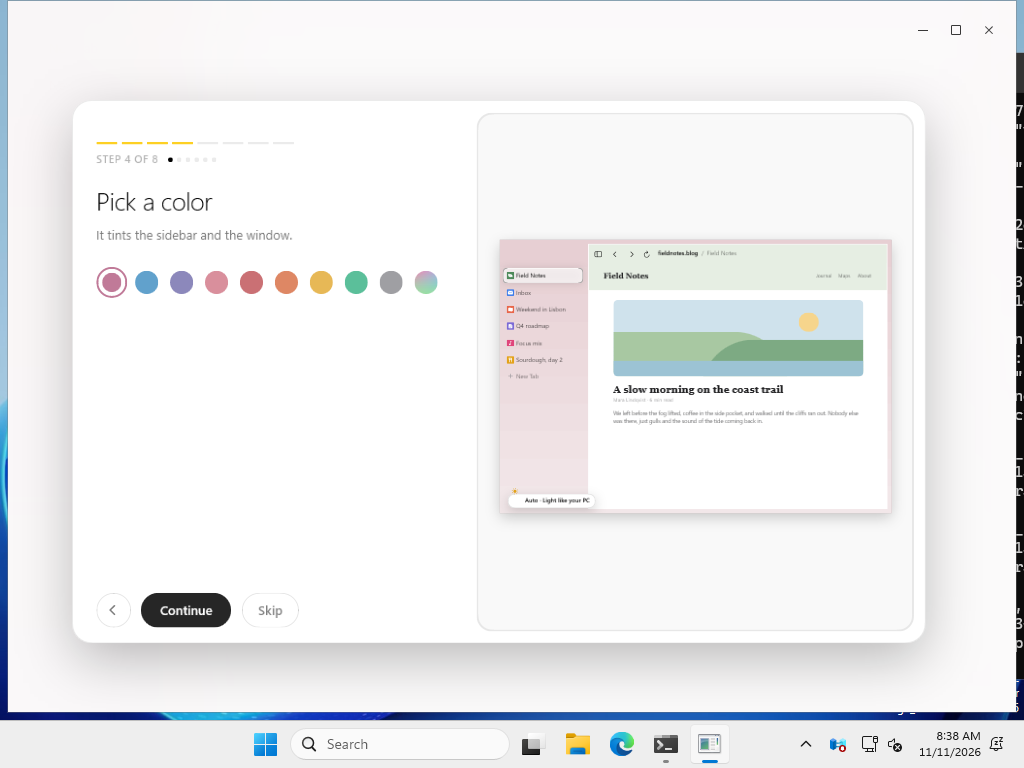 STEP 4 OF 8
Pick a color
It tints the sidebar and the window.
Continue
Skip
fieldnotes.blog / Field Notes
Field Notes
Journal Maps About
Field Notes
Inbox
Weekend in Lisbon
Q4 roadmap
Focus mix
Sourdough, day 2
+ New Tab
A slow morning on the coast trail
We left before the fog lifted, coffee in the side pocket, and walked until the cliffs ran out. Nobody else
was there, just gulls and the sound of the tide coming back in.
Auto · Light like your PC
Search
8:38 AM
11/11/2026